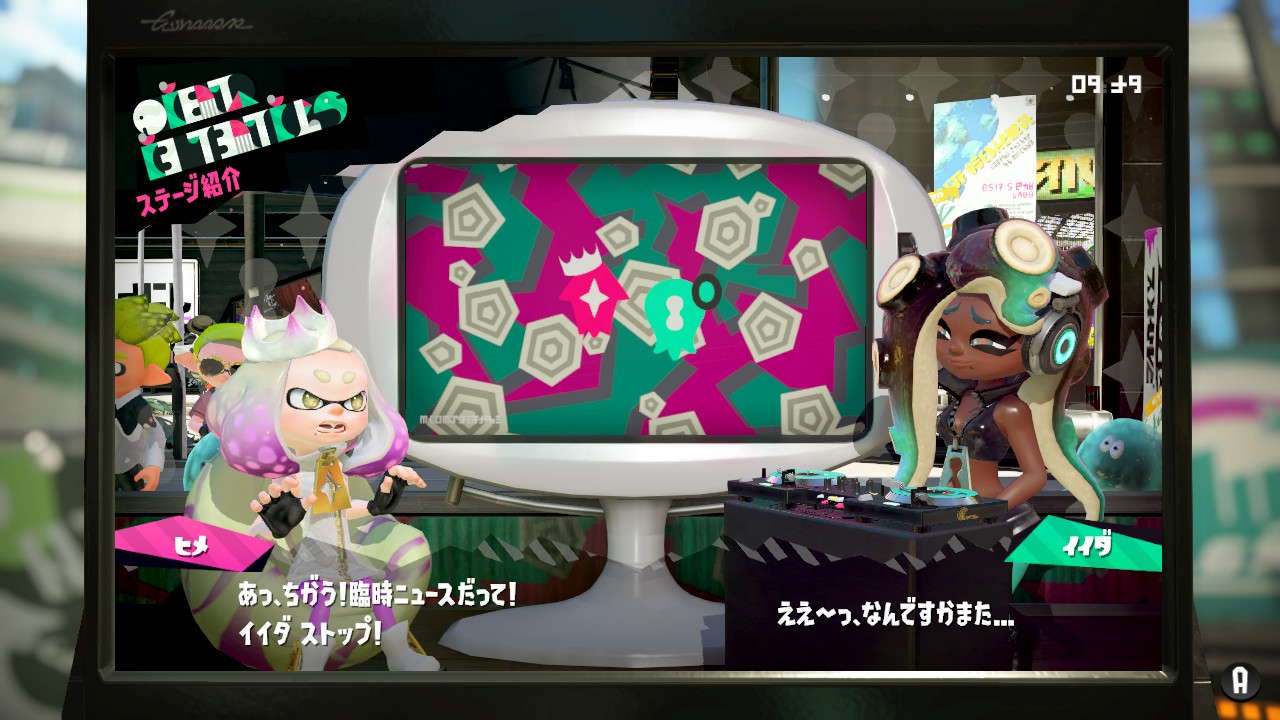 09:49
ステージ紹介
ヒメ
イイダ
あっ、ちがう!臨時ニュースだって!
イイダ ストップ!
ええ〜っ、なんですかまた...
A